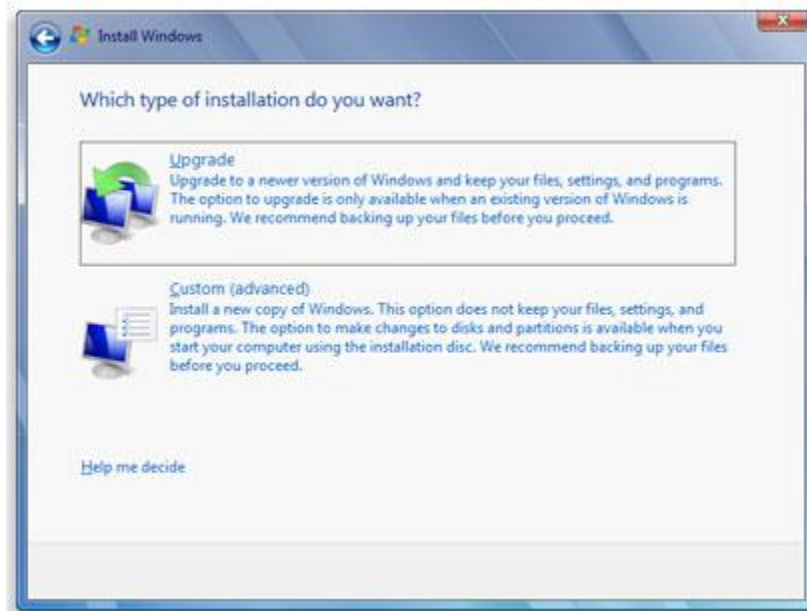 Install Windows
Which type of installation do you want?
Upgrade
Upgrade to a newer version of Windows and keep your files, settings, and programs.
The option to upgrade is only available when an existing version of Windows is
running. We recommend backing up your files before you proceed.
Custom (advanced)
Install a new copy of Windows. This option does not keep your files, settings, and
programs. The option to make changes to disks and partitions is available when you
start your computer using the installation disc. We recommend backing up your files
before you proceed.
Help me decide